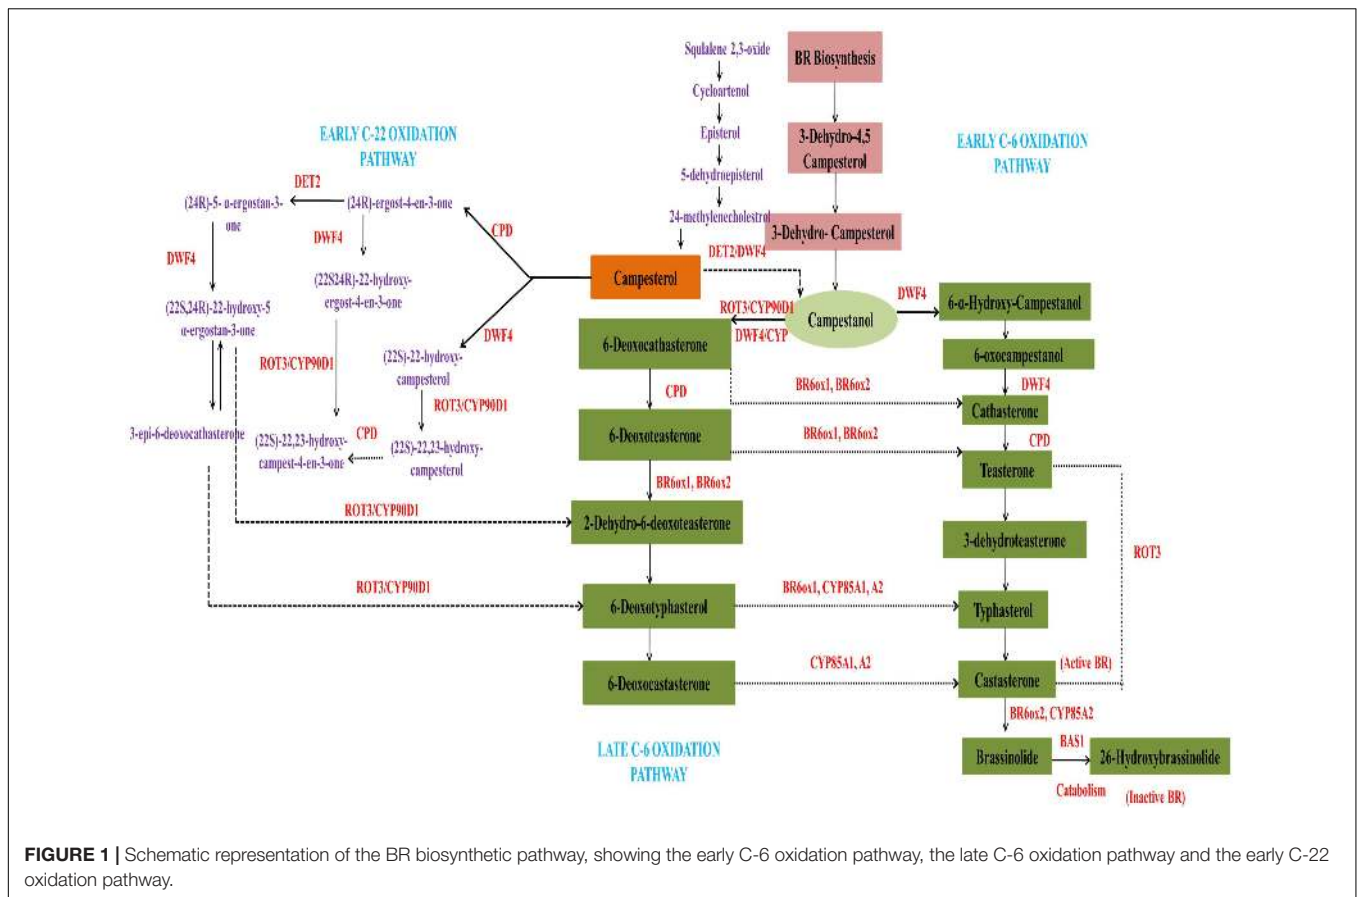 Squlalene 2,3-oxide
Cycloartenol
Episterol
5-dehydroepisterol
24-methylenecholestrol
BR Biosynthesis
3-Dehydro-4,5
Campesterol
3-Dehydro- Campesterol
EARLY C-22 OXIDATION
PATHWAY
EARLY C-6 OXIDATION
PATHWAY
DET2
(24R)-5- α-ergostan-3-
one
(24R)-ergost-4-en-3-one
CPD
DWF4
DWF4
(22S24R)-22-hydroxy-
ergost-4-en-3-one
(22S,24R)-22-hydroxy-5
α-ergostan-3-one
Campesterol
DET2/DWF4
Campestanol
DWF4
6-α-Hydroxy-Campestanol
ROT3/CYP90D1
DWF4/CYP
DWF4
6-Deoxocathasterone
6-oxocampestanol
ROT3/CYP90D1
(22S)-22-hydroxy-
campesterol
BR6ox1, BR6ox2
DWF4
CPD
ROT3/CYP90D1
Cathasterone
3-epi-6-deoxocathasterone
(22S)-22,23-hydroxy-
campest-4-en-3-one
CPD
(22S)-22,23-hydroxy-
campesterol
6-Deoxoteasterone
BR6ox1, BR6ox2
CPD
Teasterone
BR6ox1, BR6ox2
ROT3/CYP90D1
2-Dehydro-6-deoxoteasterone
3-dehydroteasterone
ROT3
ROT3/CYP90D1
6-Deoxotyphasterol
BR6ox1, CYP85A1, A2
Typhasterol
6-Deoxocastasterone
CYP85A1, A2
Castasterone
(Active BR)
BR6ox2, CYP85A2
LATE C-6 OXIDATION
PATHWAY
Brassinolide
BAS1
26-Hydroxybrassinolide
Catabolism
(Inactive BR)
FIGURE 1 | Schematic representation of the BR biosynthetic pathway, showing the early C-6 oxidation pathway, the late C-6 oxidation pathway and the early C-22
oxidation pathway.